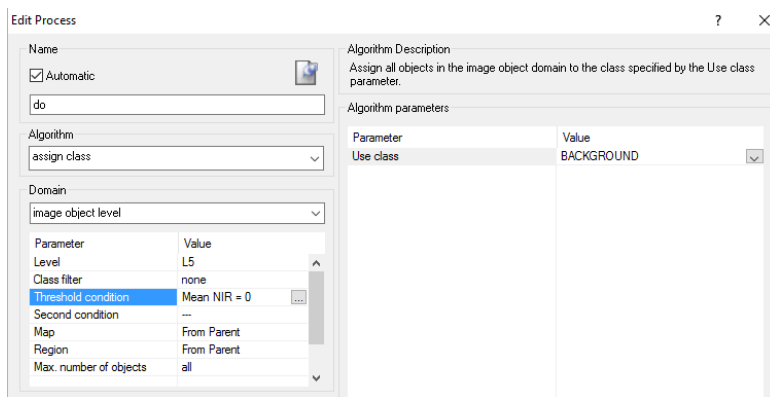 Edit Process ? X
Name
Automatic
do
Algorithm
assign class
Domain
image object level
Parameter Value
Level L5
Class filter none
Threshold condition Mean NIR = 0 ...
Second condition ---
Map From Parent
Region From Parent
Max. number of objects all
Algorithm Description
Assign all objects in the image object domain to the class specified by the Use class
parameter.
Algorithm parameters
Parameter Value
Use class BACKGROUND